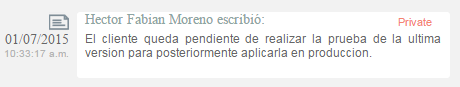 Hector Fabian Moreno escribió:
Private
01/07/2015
10:33:17 a.m.
El cliente queda pendiente de realizar la prueba de la ultima
version para posteriormente aplicarla en produccion.